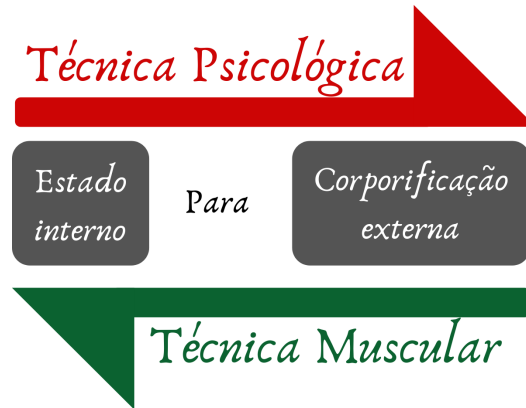 Técnica Psicológica
Estado
interno
Para
Corporificação
externa
Técnica Muscular